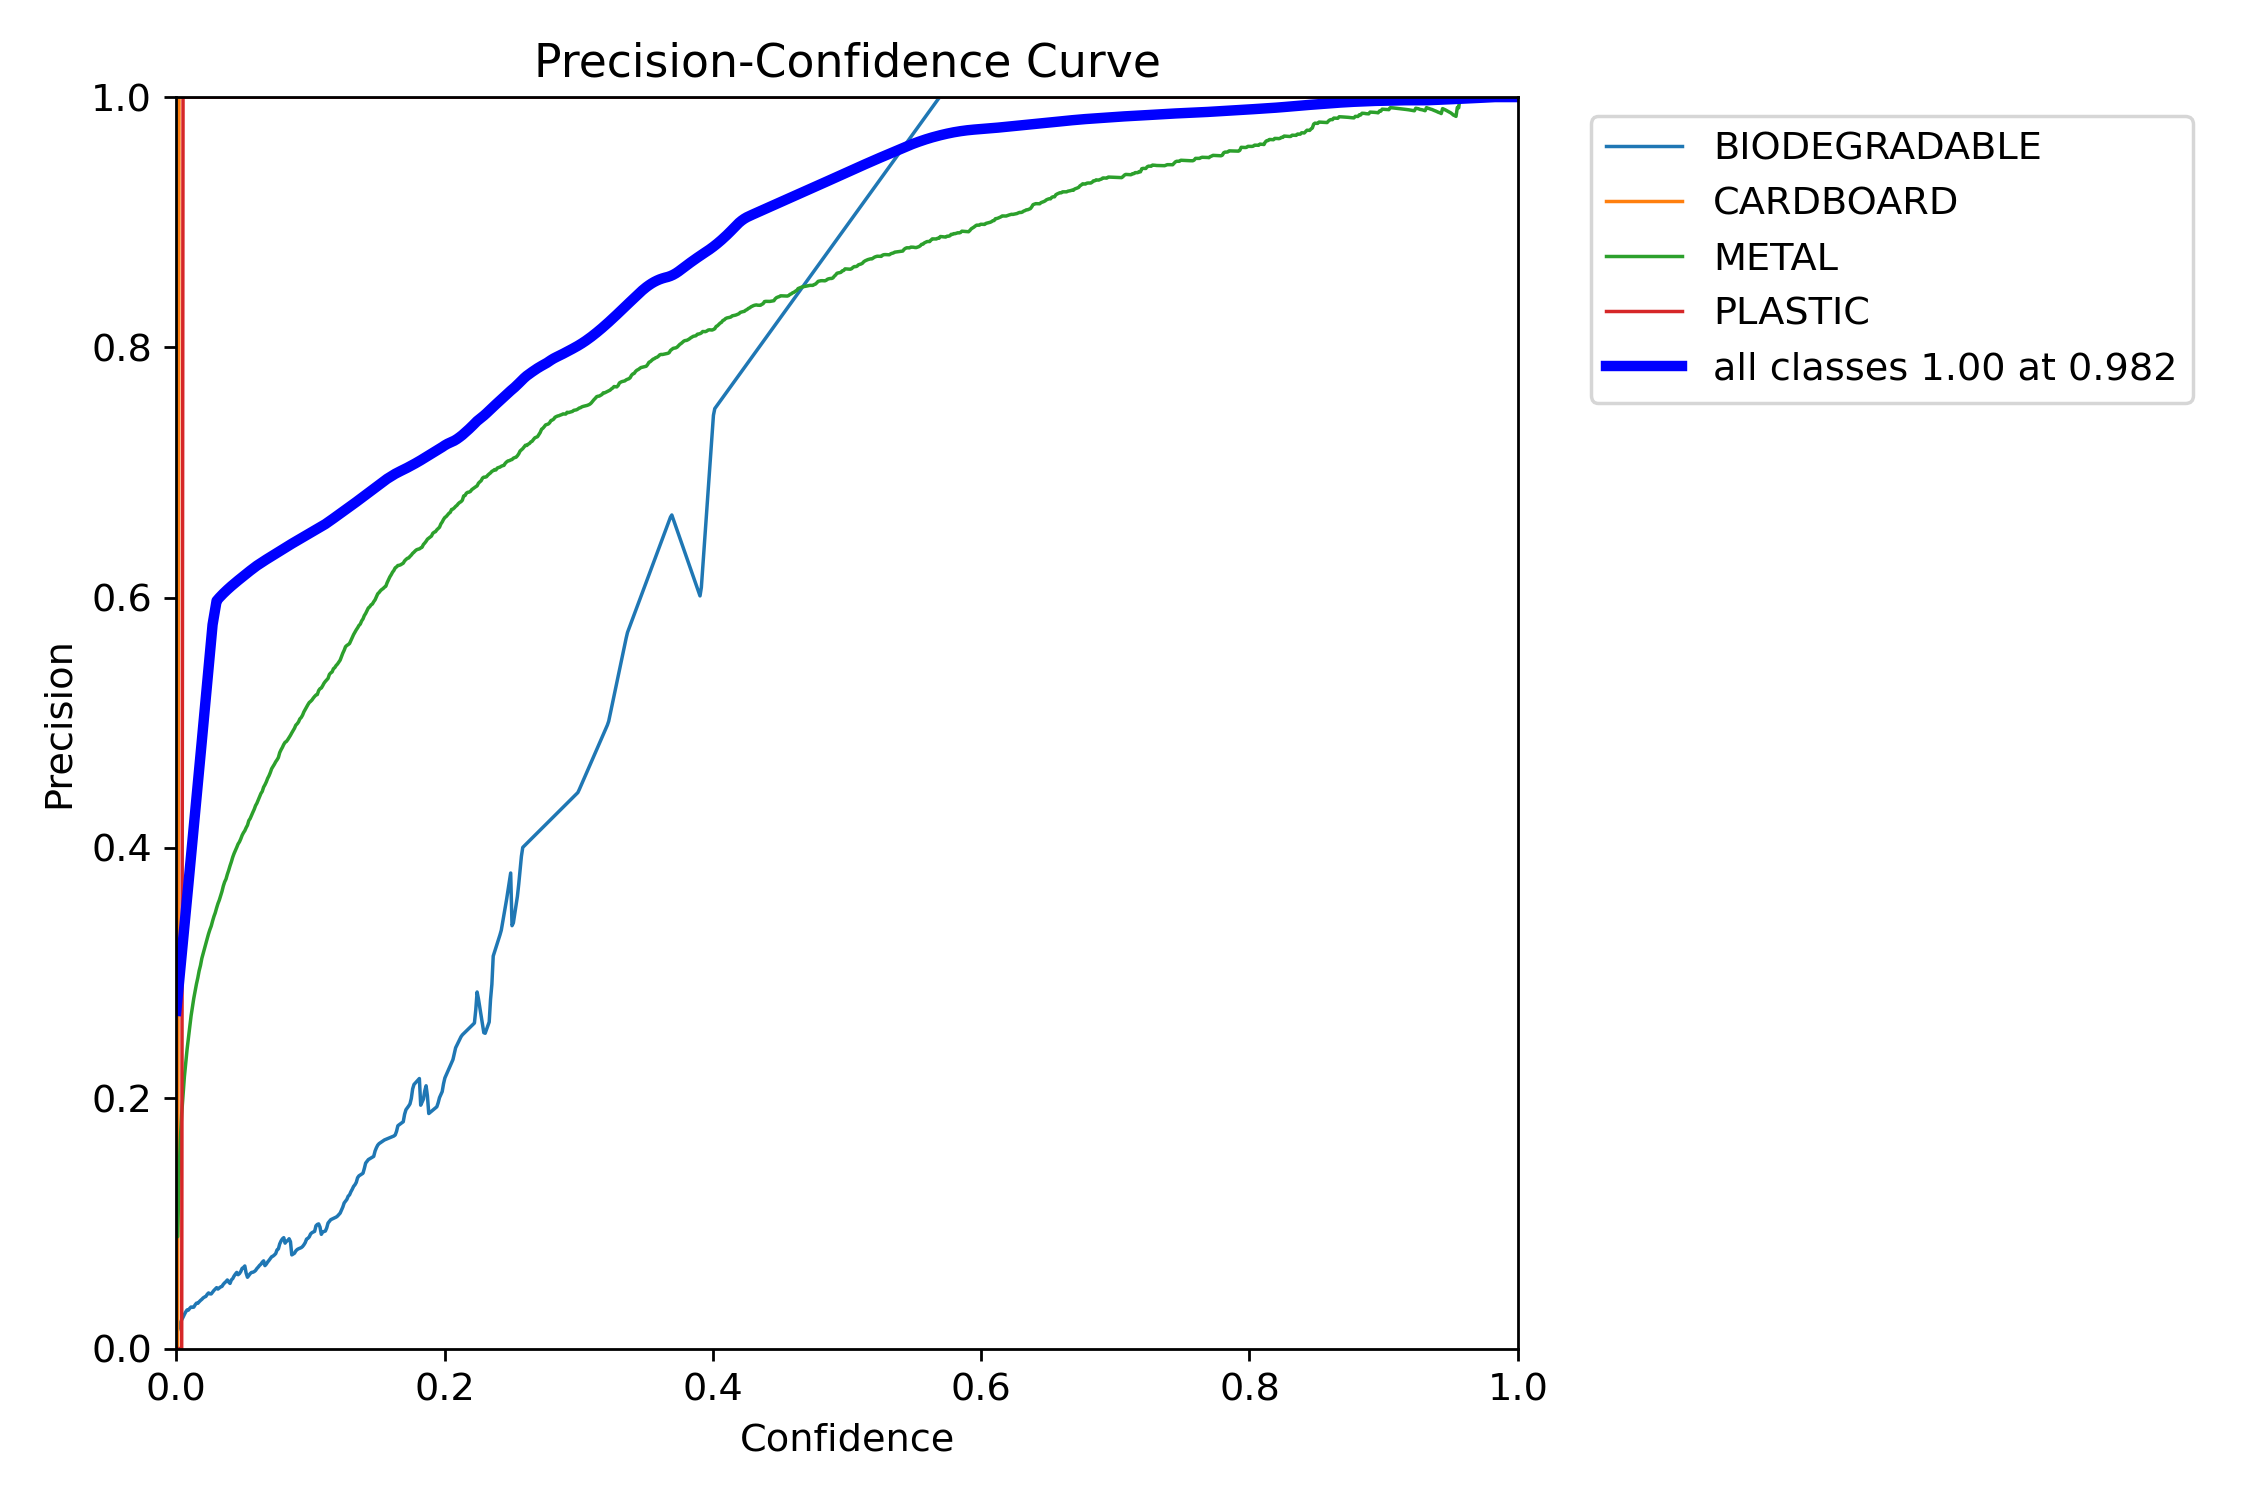 Precision-Confidence Curve
1.0
0.8
0.6
0.4
0.2
0.0
Precision
0.0 0.2 0.4 0.6 0.8 1.0
Confidence
BIODEGRADABLE
CARDBOARD
METAL
PLASTIC
all classes 1.00 at 0.982